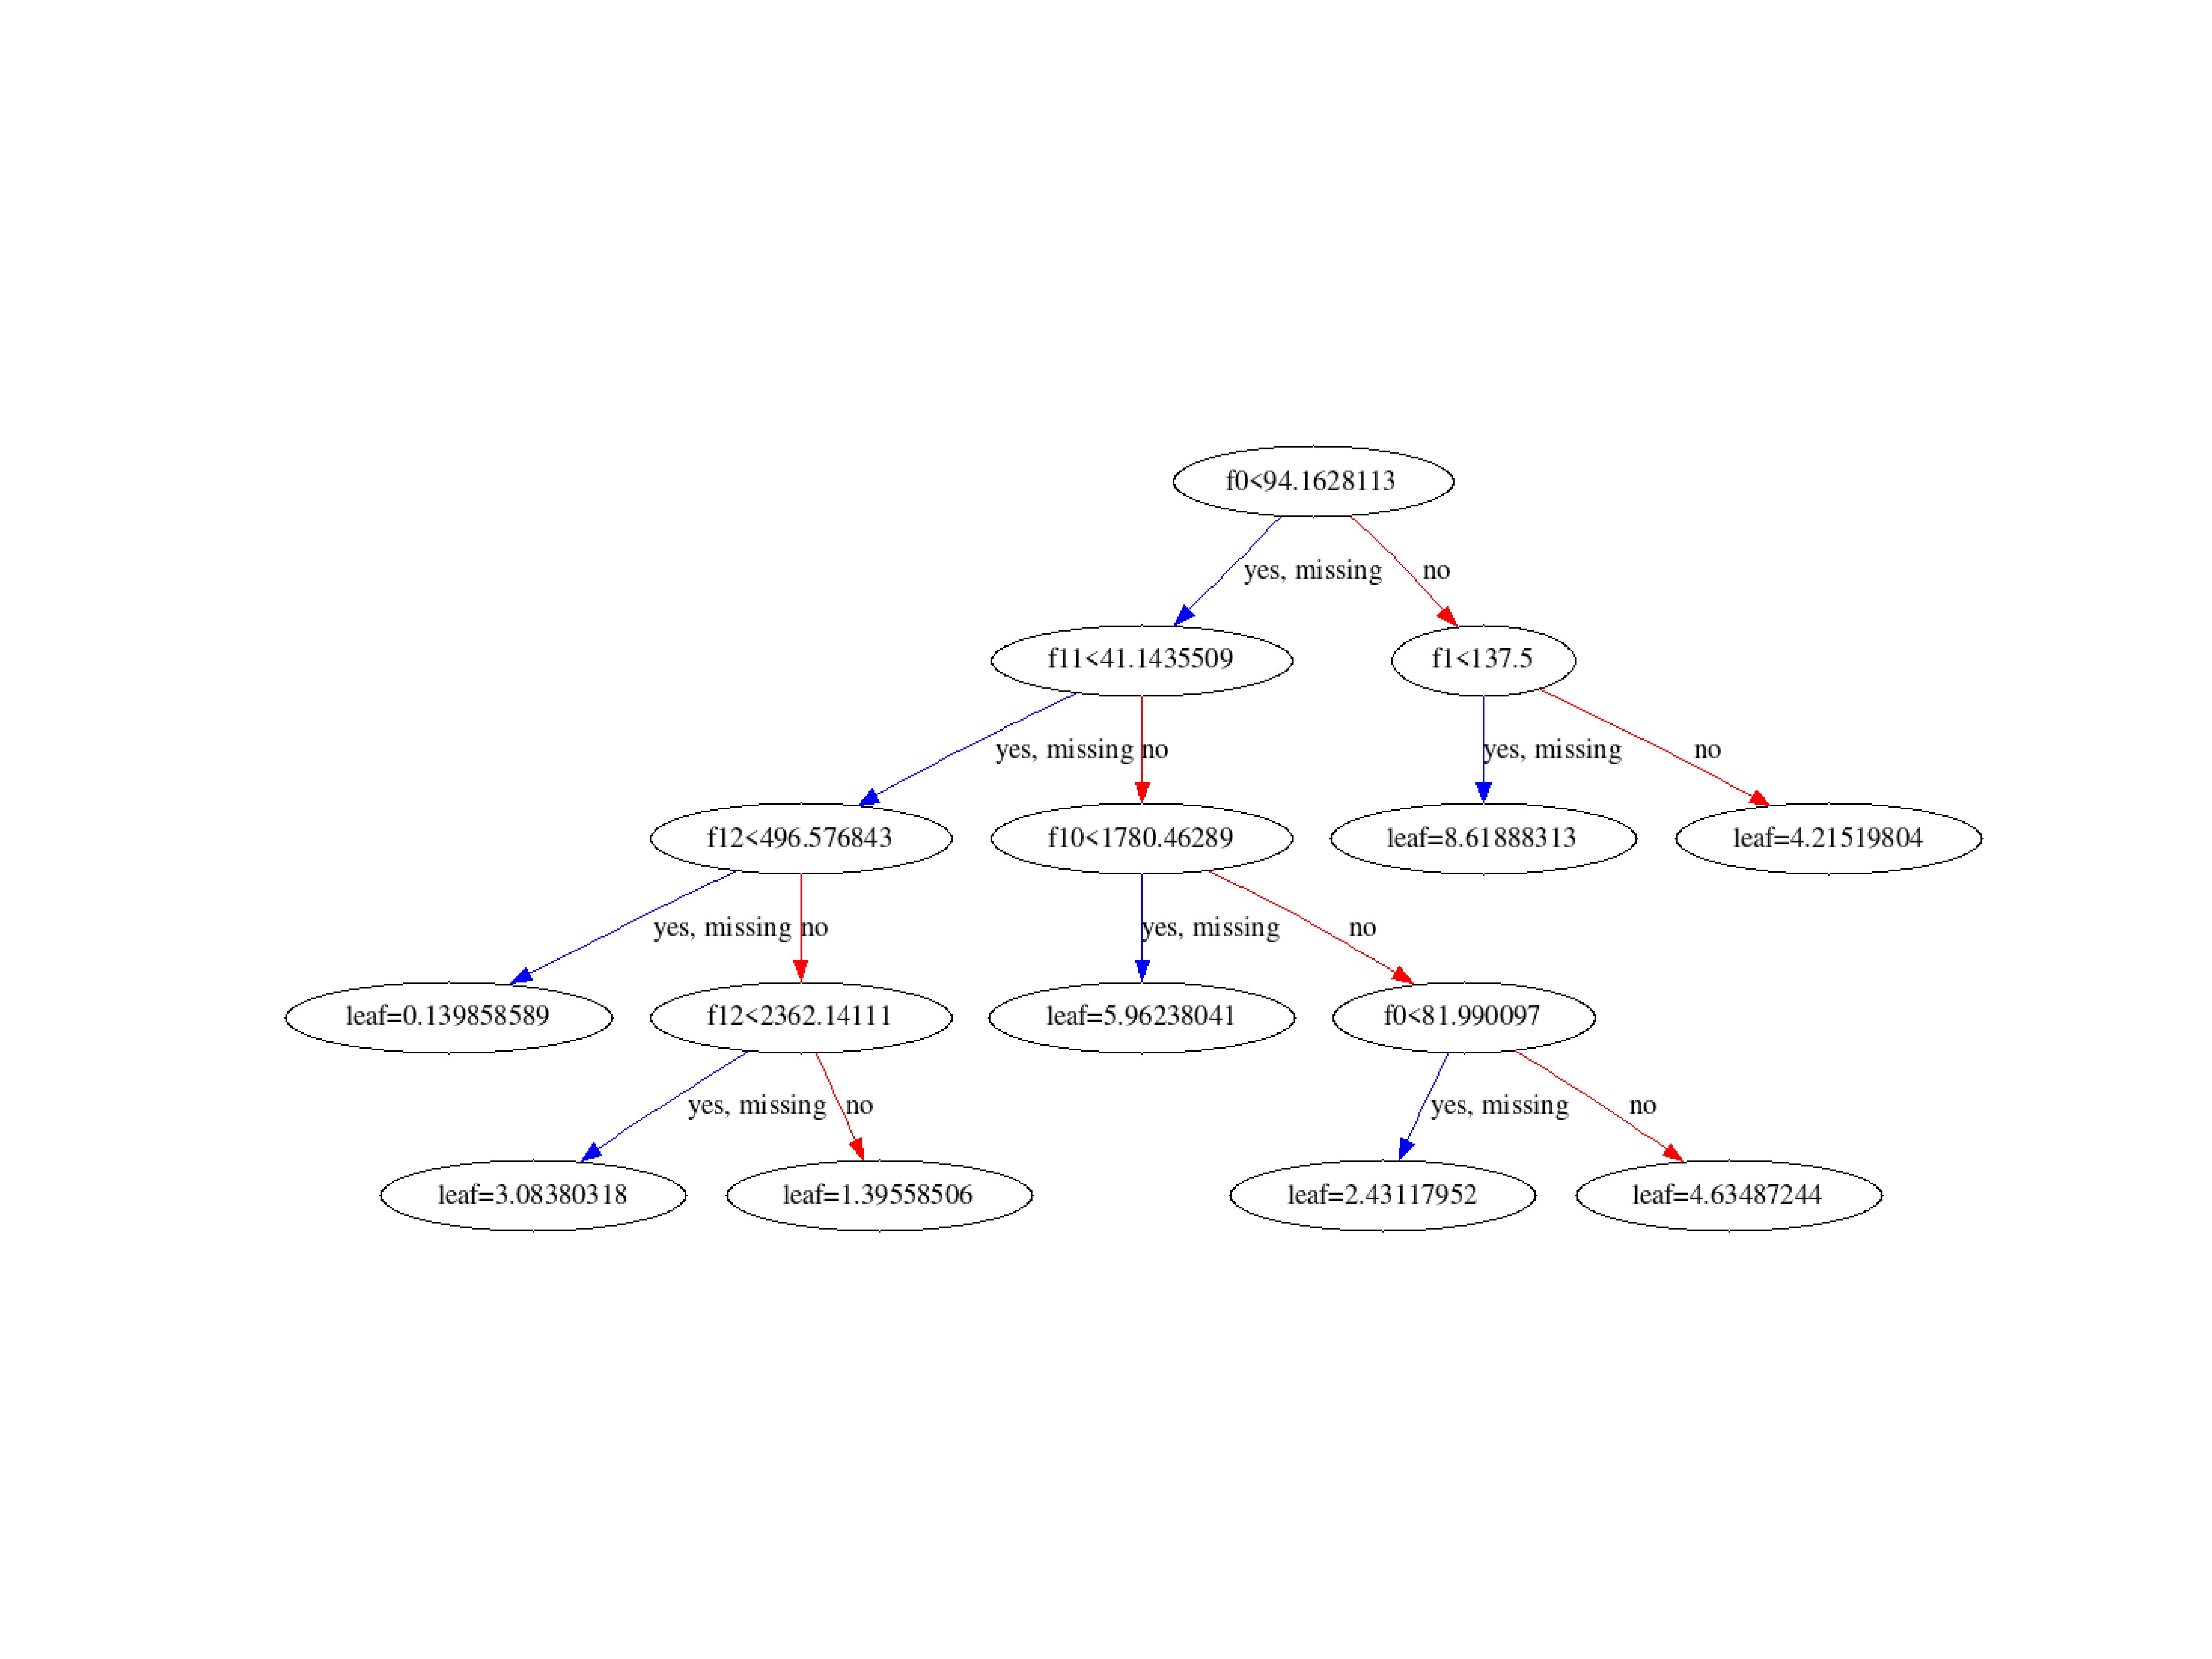 f0<94.1628113
yes, missing
no
f11<41.1435509
f1<137.5
yes, missing
no
yes, missing
no
f12<496.576843
f10<1780.46289
leaf=8.61888313
leaf=4.21519804
yes, missing
no
yes, missing
no
leaf=0.139858589
f12<2362.14111
leaf=5.96238041
f0<81.990097
yes, missing
no
yes, missing
no
leaf=3.08380318
leaf=1.39558506
leaf=2.43117952
leaf=4.63487244